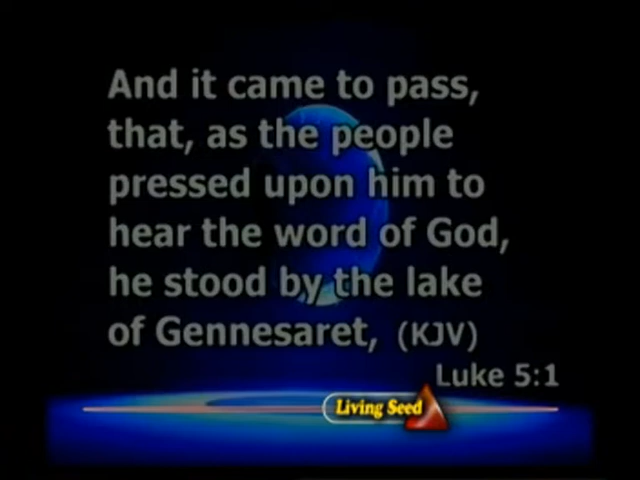 And it came to pass,
that, as the people
pressed upon him to
hear the word of God,
he stood by the lake
of Gennesaret, (KJV)
Luke 5:1
Living Seed